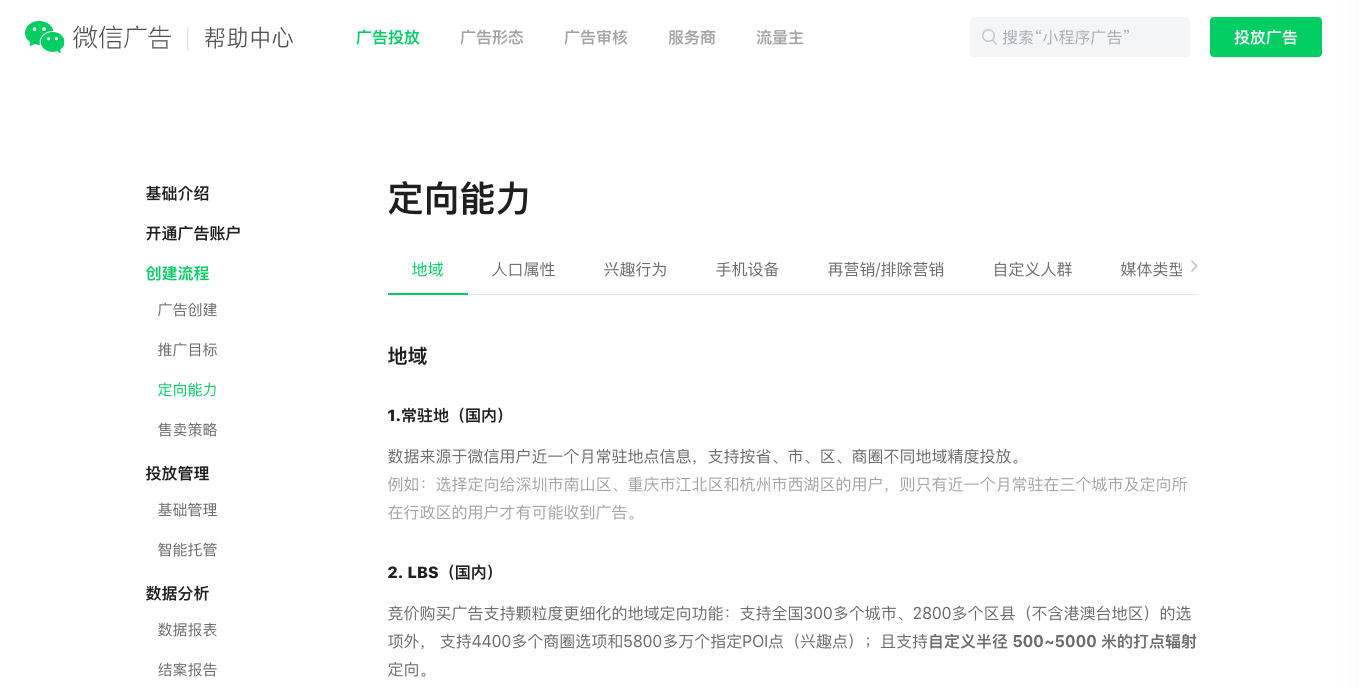 微信广告 帮助中心 广告投放 广告形态 广告审核 服务商 流量主 搜索“小程序广告” 投放广告
基础介绍
开通广告账户
创建流程
广告创建
推广目标
定向能力
售卖策略
投放管理
基础管理
智能托管
数据分析
数据报表
结案报告
定向能力
地域 人口属性 兴趣行为 手机设备 再营销/排除营销 自定义人群 媒体类型
地域
1.常驻地（国内）
数据来源于微信用户近一个月常驻地点信息，支持按省、市、区、商圈不同地域精度投放。
例如：选择定向给深圳市南山区、重庆市江北区和杭州市西湖区的用户，则只有近一个月常驻在三个城市及定向所
在行政区的用户才有可能收到广告。
2. LBS（国内）
竞价购买广告支持颗粒度更细化的地域定向功能：支持全国300多个城市、2800多个区县（不含港澳台地区）的选
项外， 支持4400多个商圈选项和5800多万个指定POI点（兴趣点）；且支持自定义半径 500~5000 米的打点辐射
定向。